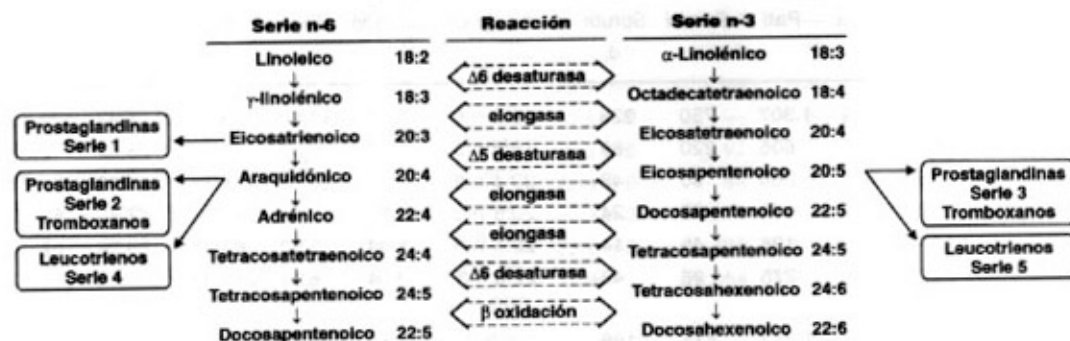 Serie n-6 Reacción Serie n-3
Linoleico 18:2 α-Linolénico 18:3
Δ6 desaturasa
γ-linolénico 18:3 Octadecatetraenoico 18:4
elongasa
Prostaglandinas
Serie 1
Eicosatrienoico 20:3 Eicosatetraenoico 20:4
Δ5 desaturasa
Prostaglandinas
Serie 2
Tromboxanos
Araquidónico 20:4 Eicosapentenoico 20:5
Prostaglandinas
Serie 3
Tromboxanos
elongasa
Adrénico 22:4 Docosapentenoico 22:5
elongasa
Leucotrienos
Serie 4
Tetracosatetraenoico 24:4 Tetracosapentenoico 24:5
Leucotrienos
Serie 5
Δ6 desaturasa
Tetracosapentenoico 24:5 Tetracosahexenoico 24:6
β oxidación
Docosapentenoico 22:5 Docosahexenoico 22:6